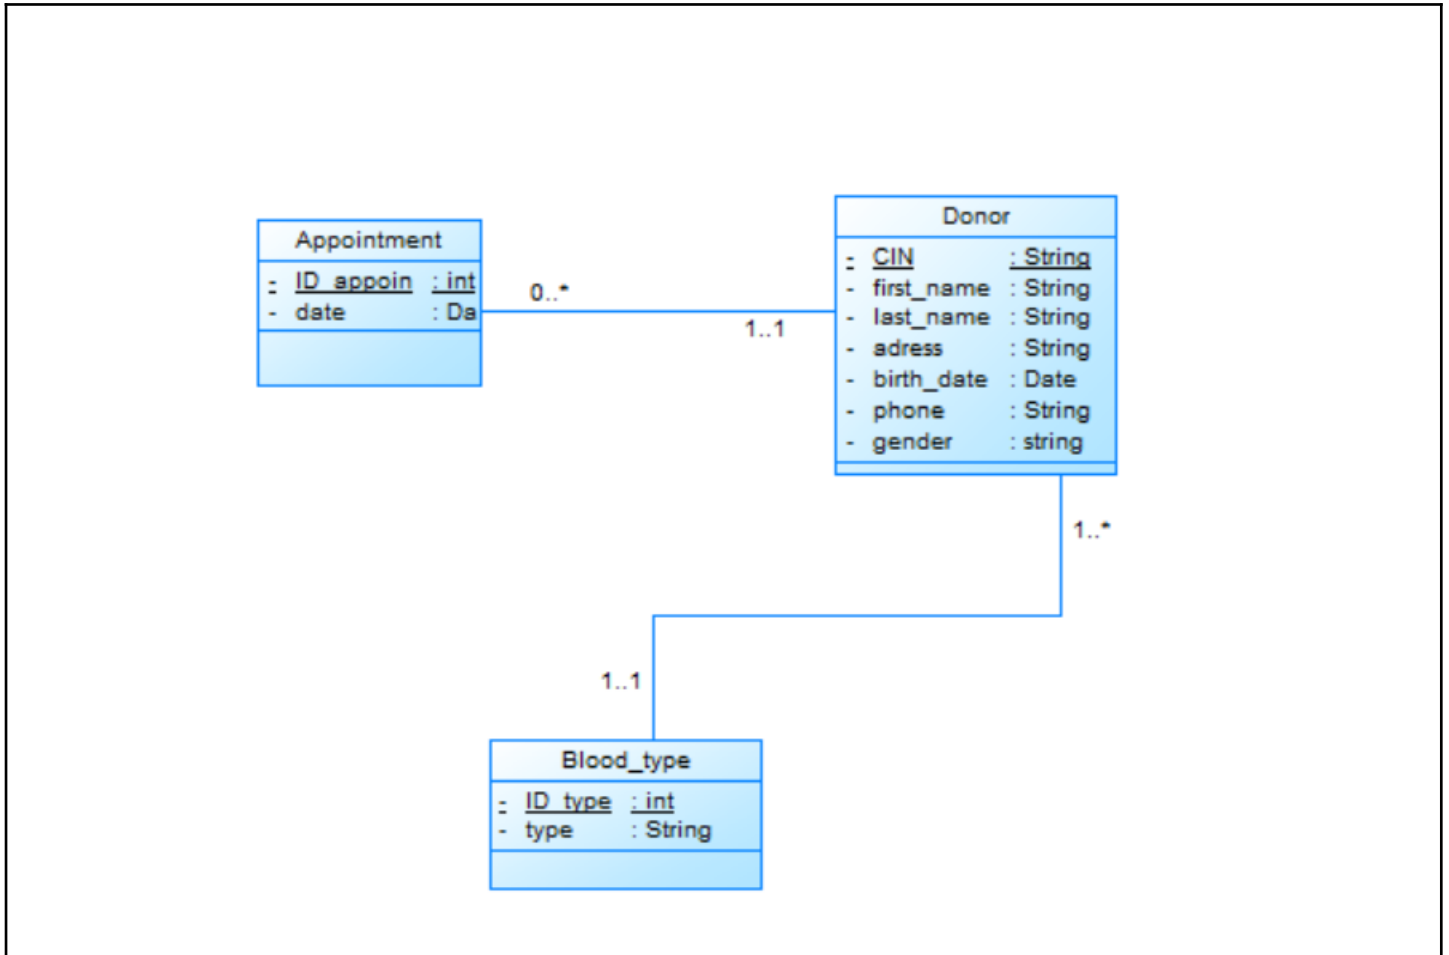 Appointment
- ID_appoin : int
- date : Da
0..*
1..1
Donor
- CIN : String
- first_name : String
- last_name : String
- adress : String
- birth_date : Date
- phone : String
- gender : string
1..*
1..1
Blood_type
- ID_type : int
- type : String